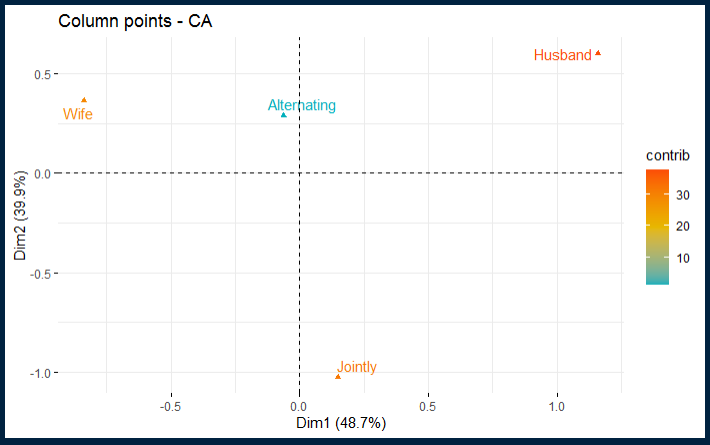 Column points - CA
Husband
0.5
Alternating
Wife
contrib
0.0
30
Dim2 (39.9%)
20
10
-0.5
Jointly
-1.0
-0.5
0.0
0.5
1.0
Dim1 (48.7%)